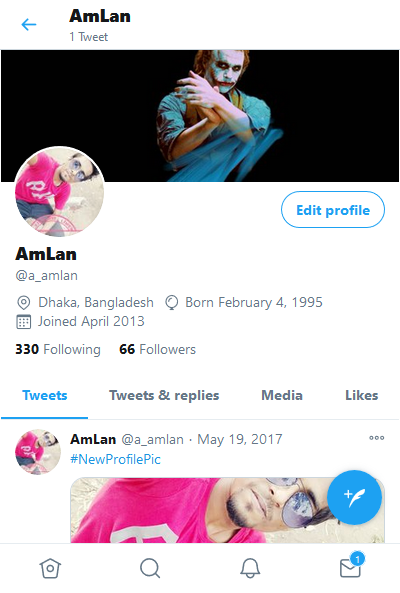 AmLan
1 Tweet
Edit profile
AmLan
@a_amlan
Dhaka, Bangladesh Born February 4, 1995
Joined April 2013
330 Following 66 Followers
Tweets Tweets & replies Media Likes
AmLan @a_amlan · May 19, 2017
#NewProfilePic
1